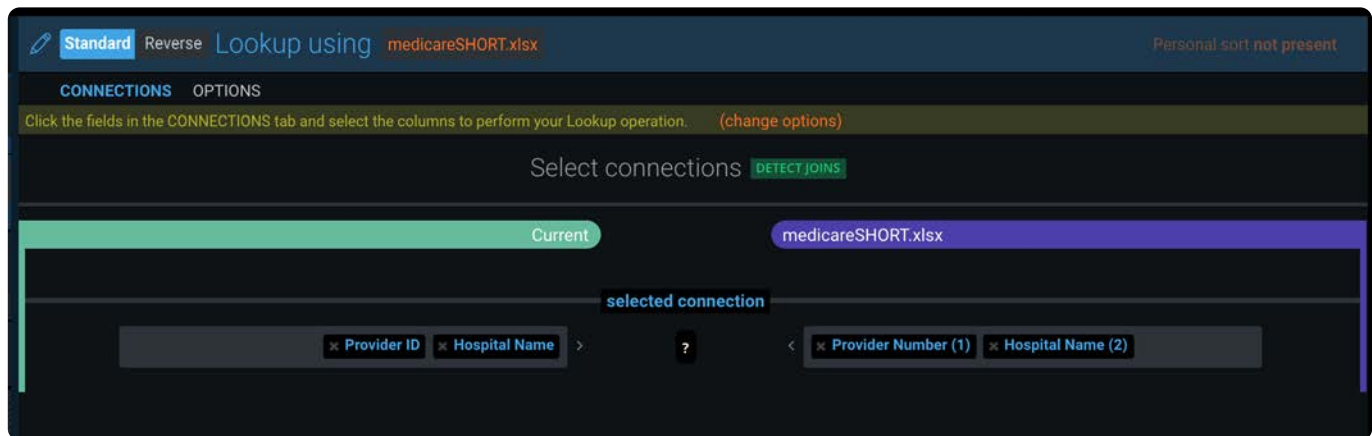 Standard Reverse Lookup using medicareSHORT.xlsx Personal sort not present
CONNECTIONS OPTIONS
Click the fields in the CONNECTIONS tab and select the columns to perform your Lookup operation. (change options)
Select connections DETECT JOINS
Current medicareSHORT.xlsx
selected connection
× Provider ID × Hospital Name > ? < × Provider Number (1) × Hospital Name (2)